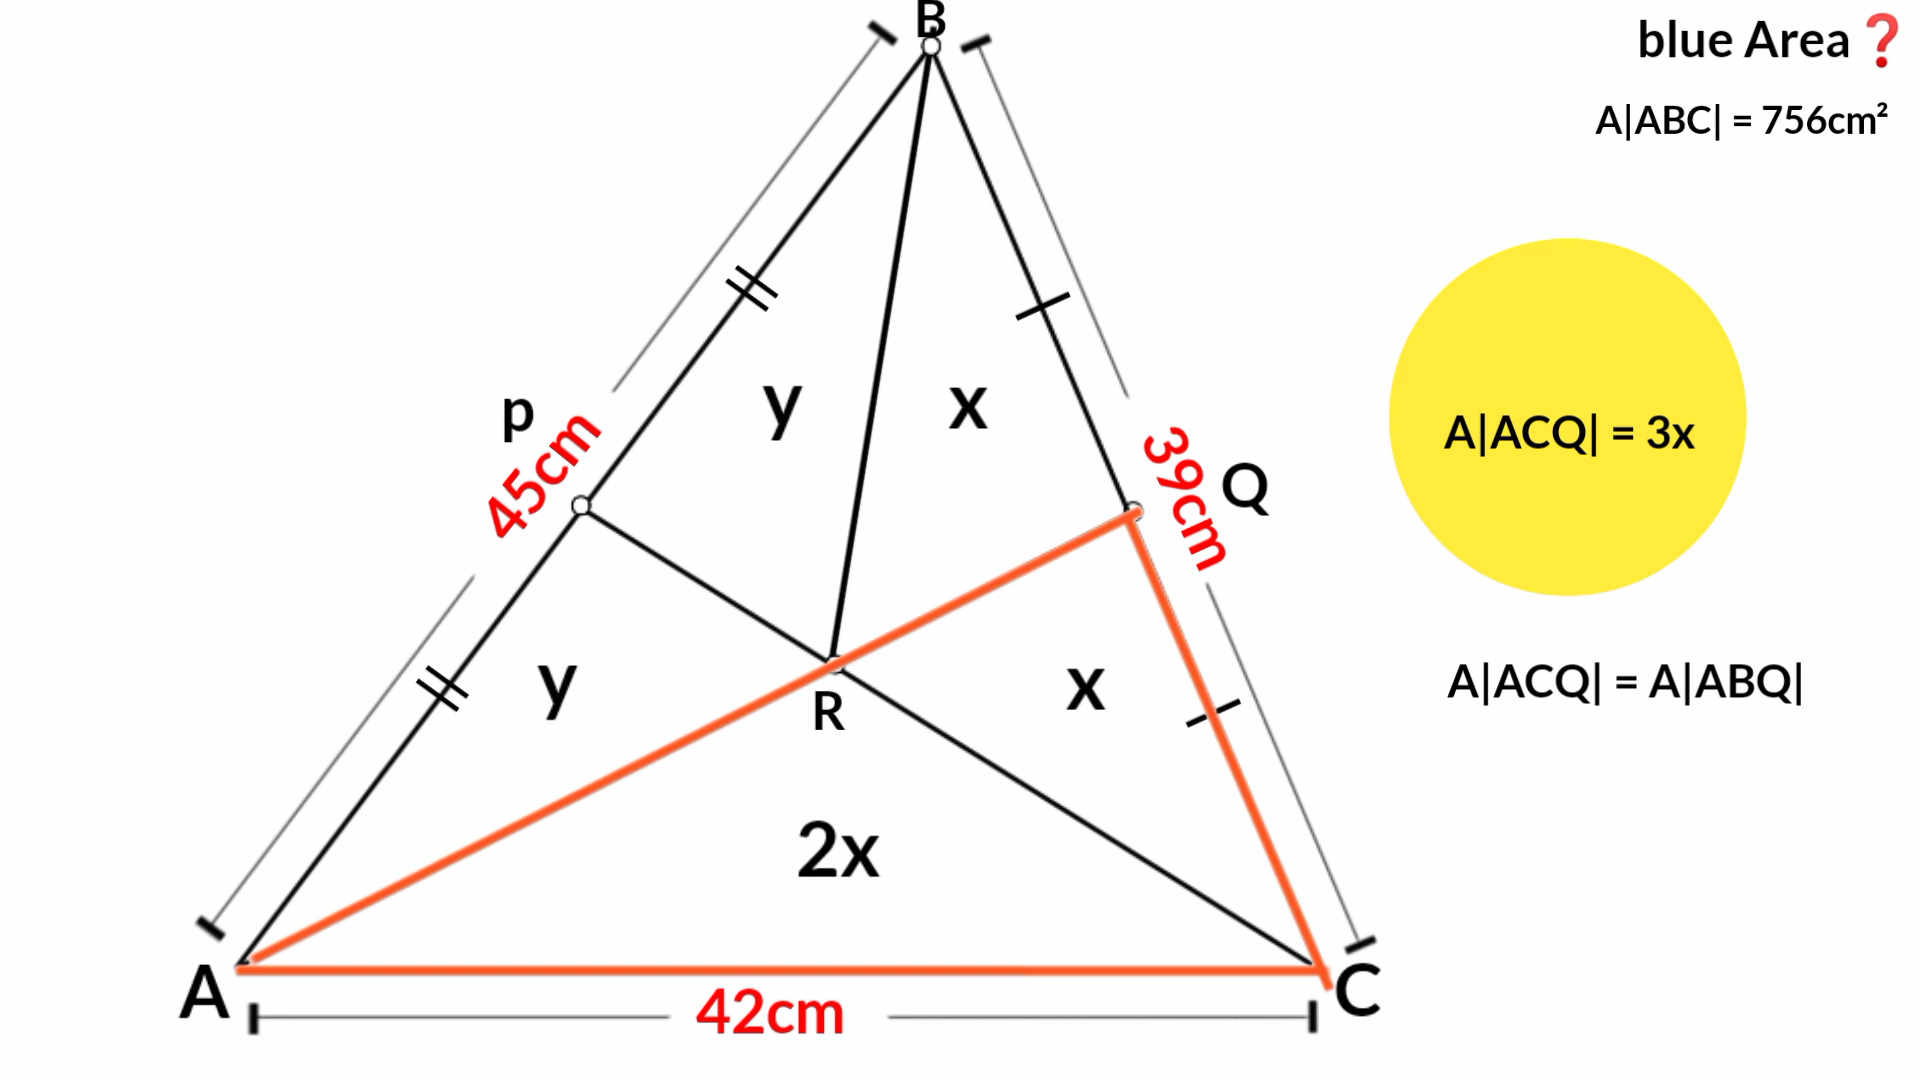 B
blue Area❓
A|ABC| = 756cm²
p
45cm
y
x
39cm
Q
A|ACQ| = 3x
y
R
x
A|ACQ| = A|ABQ|
2x
A
C
42cm